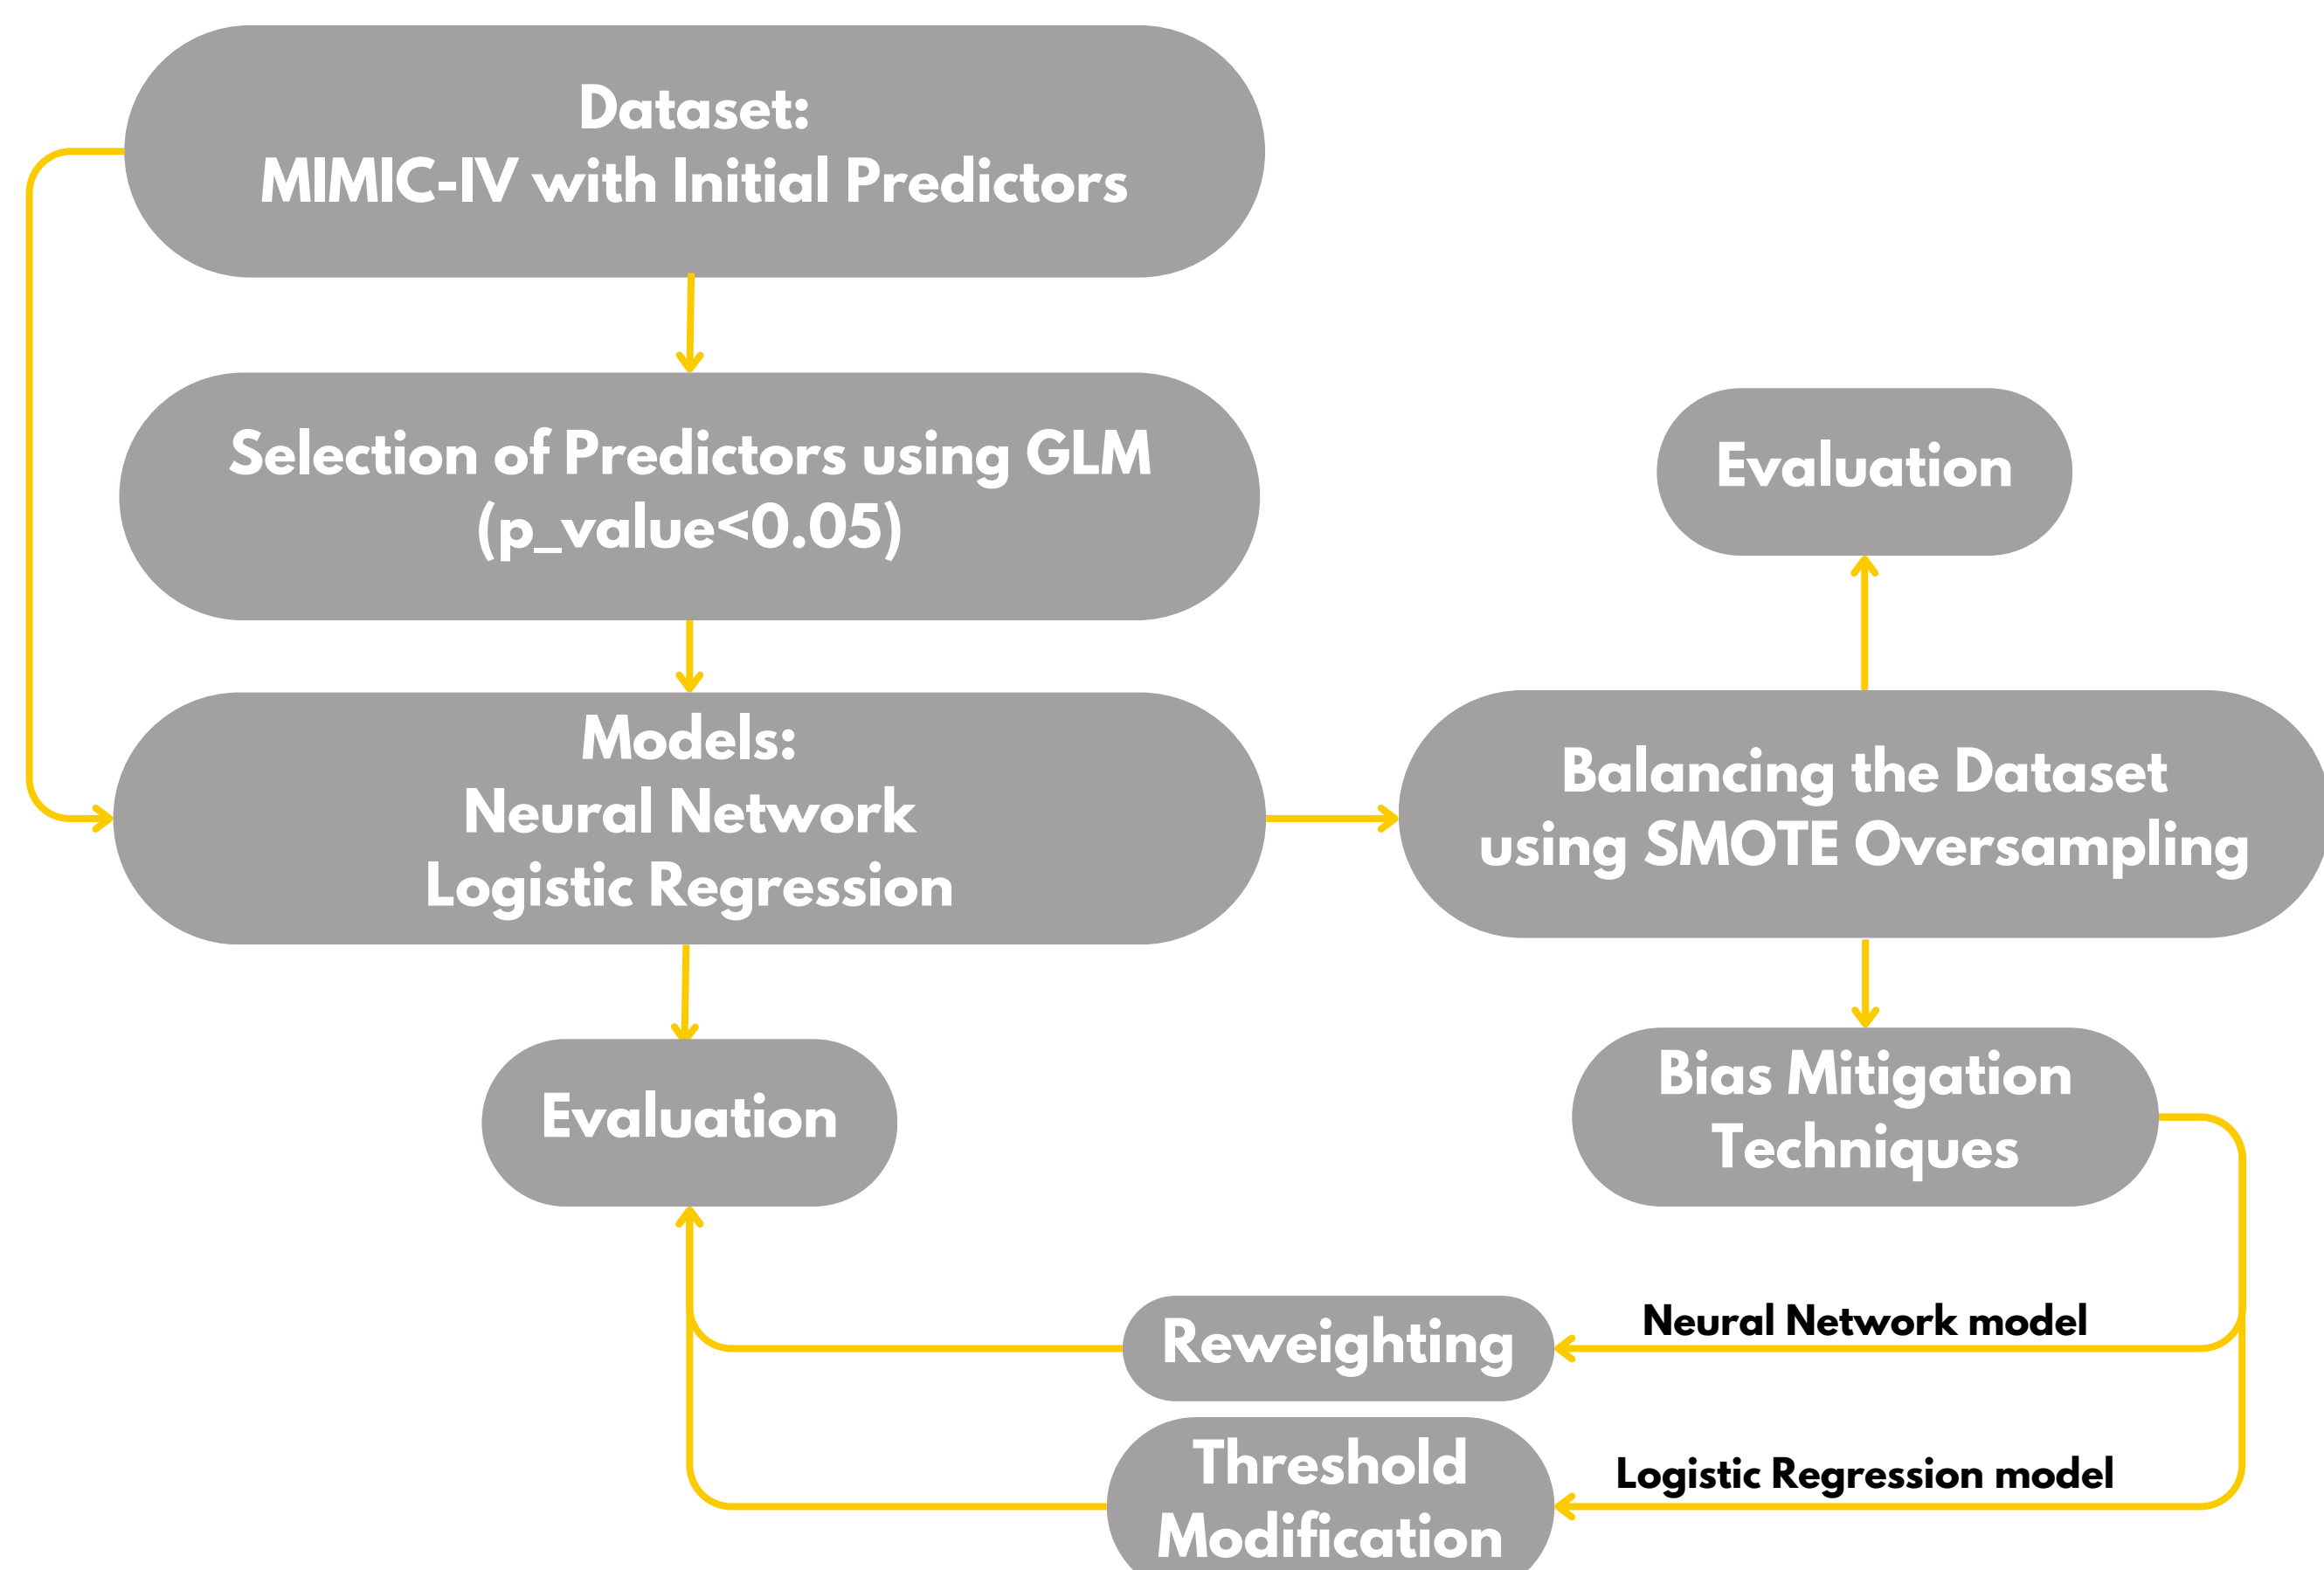 Dataset:
MIMIC-IV with Initial Predictors
Selection of Predictors using GLM
(p_value<0.05)
Evaluation
Models:
Neural Network
Logistic Regression
Balancing the Dataset
using SMOTE Oversampling
Evaluation
Bias Mitigation
Techniques
Reweighting
Neural Network model
Threshold
Modification
Logistic Regression model